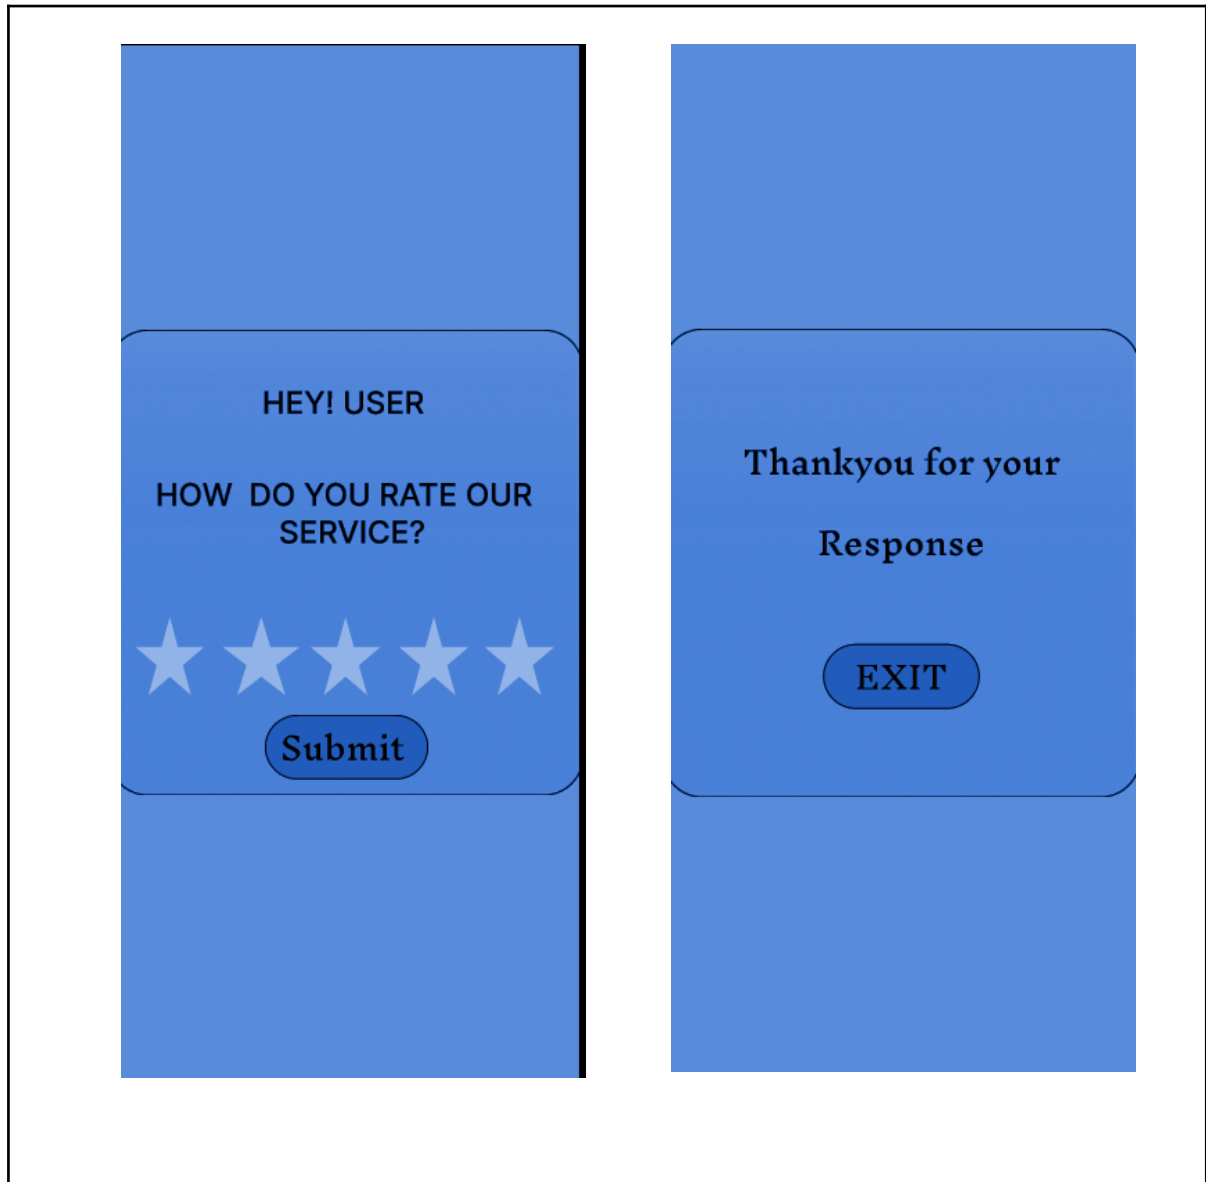 HEY! USER
HOW  DO YOU RATE OUR
SERVICE?
Submit
Thankyou for your
Response
EXIT